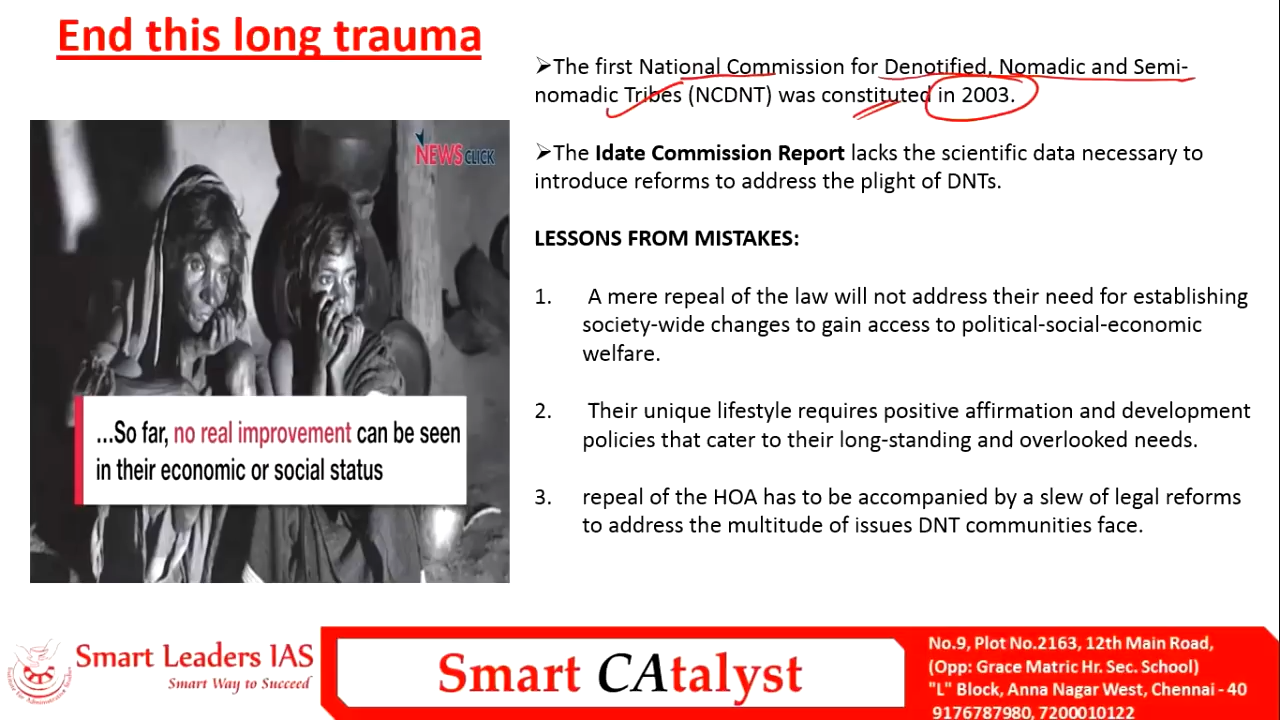 End this long trauma
➤The first National Commission for Denotified, Nomadic and Semi-
nomadic Tribes (NCDNT) was constituted in 2003.
➤The Idate Commission Report lacks the scientific data necessary to
introduce reforms to address the plight of DNTs.
LESSONS FROM MISTAKES:
1. A mere repeal of the law will not address their need for establishing
society-wide changes to gain access to political-social-economic
welfare.
2. Their unique lifestyle requires positive affirmation and development
policies that cater to their long-standing and overlooked needs.
3. repeal of the HOA has to be accompanied by a slew of legal reforms
to address the multitude of issues DNT communities face.
NEWSCLICK
...So far, no real improvement can be seen
in their economic or social status
Smart Leaders IAS
Smart Way to Succeed
Smart CAtalyst
No.9, Plot No.2163, 12th Main Road,
(Opp: Grace Matric Hr. Sec. School)
"L" Block, Anna Nagar West, Chennai - 40
9176787980, 7200010122